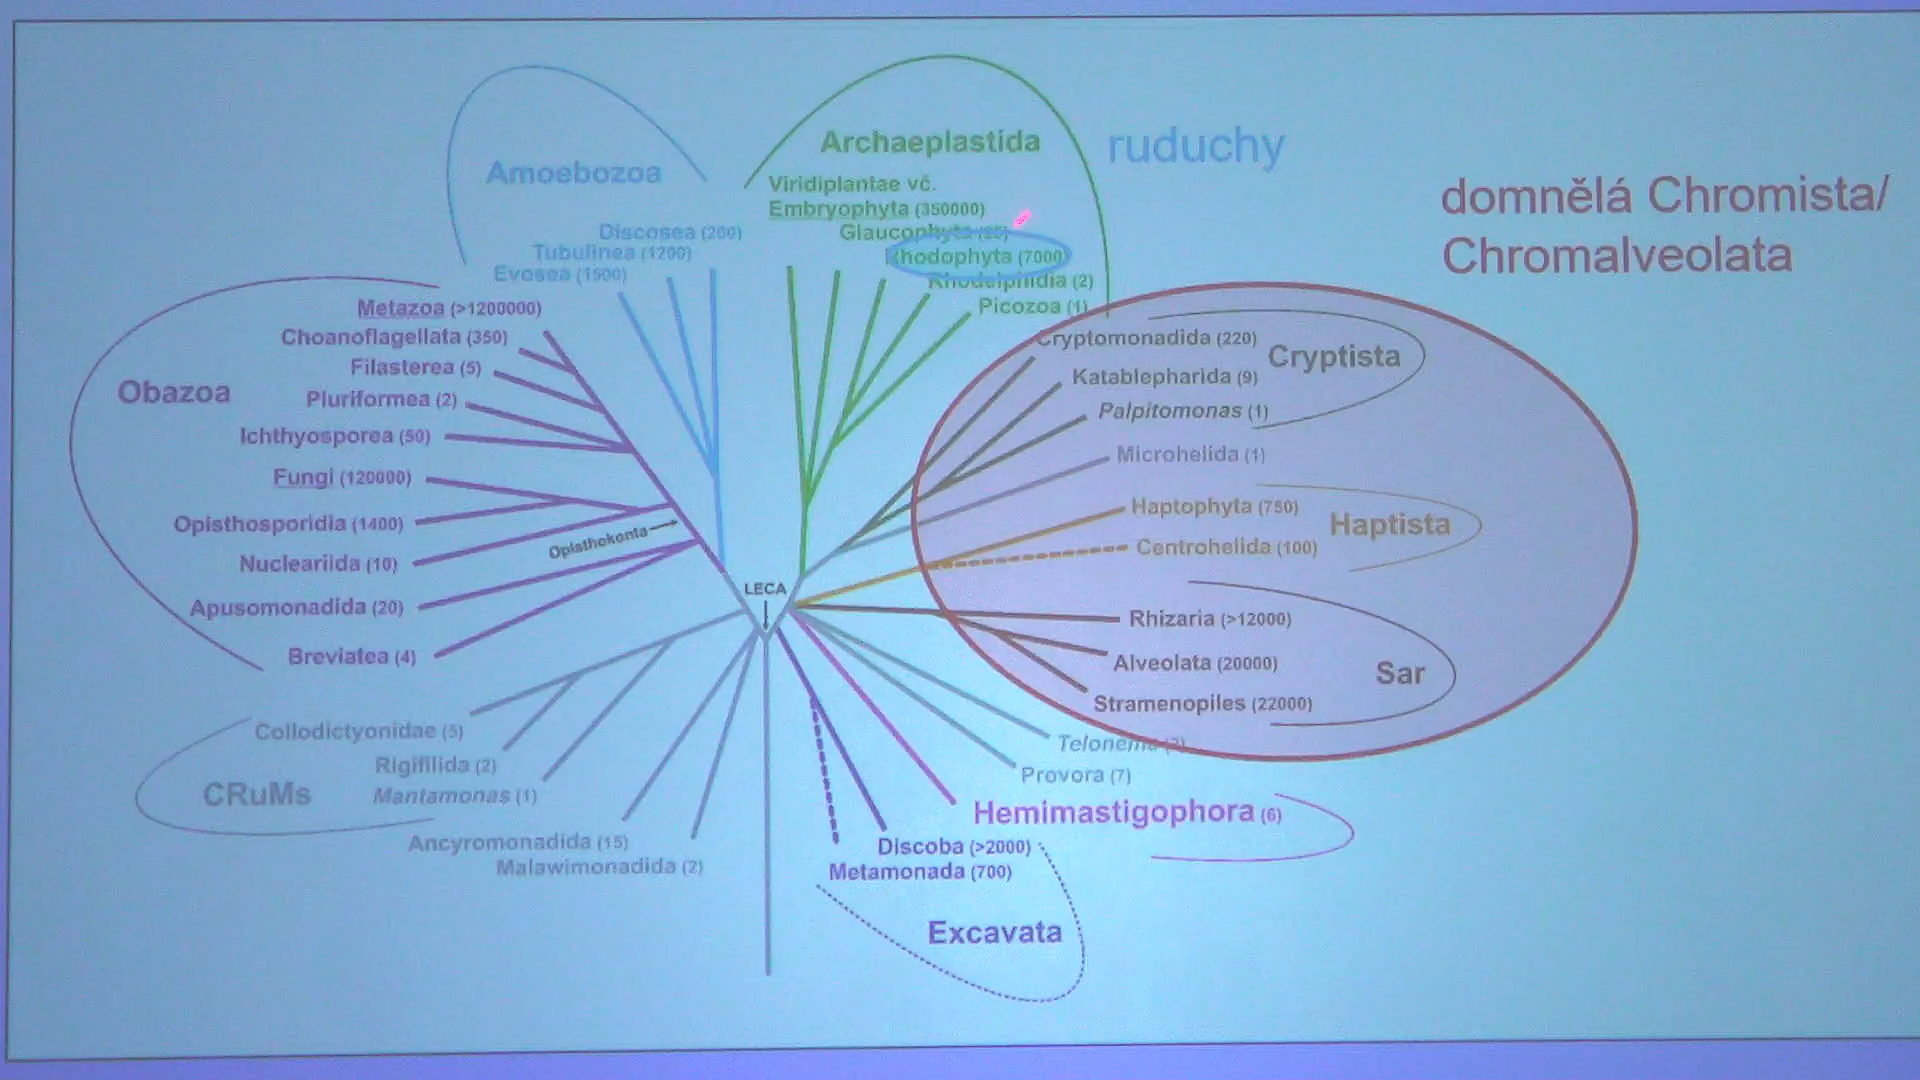 Archaeplastida
ruduchy
domnělá Chromista/
Chromalveolata
Amoebozoa
Viridiplantae vč.
Embryophyta (350000)
Glaucophyta
Rhodophyta (7000)
Rhodelphidia (2)
Picozoa (1)
Discosea (200)
Tubulinea (1200)
Evosea (1500)
Metazoa (>1200000)
Choanoflagellata (350)
Filasterea (5)
Pluriformea (2)
Ichthyosporea (50)
Fungi (120000)
Opisthosporidia (1400)
Nucleariida (10)
Apusomonadida (20)
Breviatea (4)
Obazoa
Opisthokonta
LECA
Cryptomonadida (220)
Katablepharida (9)
Palpitomonas (1)
Cryptista
Microhelida (1)
Haptophyta (750)
Centrohelida (100)
Haptista
Rhizaria (>12000)
Alveolata (20000)
Stramenopiles (22000)
Sar
Telonema
Provora (7)
Hemimastigophora (6)
Discoba (>2000)
Metamonada (700)
Excavata
Collodictyonidae (5)
Rigifilida (2)
Mantamonas (1)
CRuMs
Ancyromonadida (15)
Malawimonadida (2)